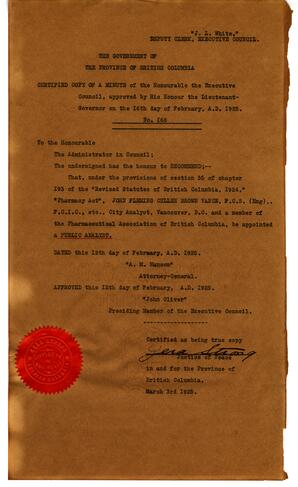 "J. L. White,"
DEPUTY CLERK, EXECUTIVE COUNCIL.
THE GOVERNMENT OF
THE PROVINCE OF BRITISH COLUMBIA
CERTIFIED COPY OF A MINUTE of the Honourable the Executive
Council, approved by His Honour the Lieutenant-
Governor on the 16th day of February, A.D. 1925.
No. 168
To the Honourable
The Administrator in Council:
The undersigned has the honour to RECOMMEND:--
That, under the provisions of section 35 of chapter
193 of the "Revised Statutes of British Columbia, 1924,"
"Pharmacy Act", JOHN FLEMING CULLEN BROWN VANCE, F.C.S (Eng).,
etc., City Analyst, Vancouver, B.C. and a member of
the Pharmaceutical Association of British Columbia, be appointed
a PUBLIC ANALYST.
DATED this 12th day of February, A.D. 1925.
"A. M. Manson"
Attorney-General.
APPROVED this 12th day of February, A.D. 1925.
"John Oliver"
Presiding Member of the Executive Council.
Certified as being true copy
Justice of Peace
in and for the Province of
British Columbia.
March 3rd 1925.